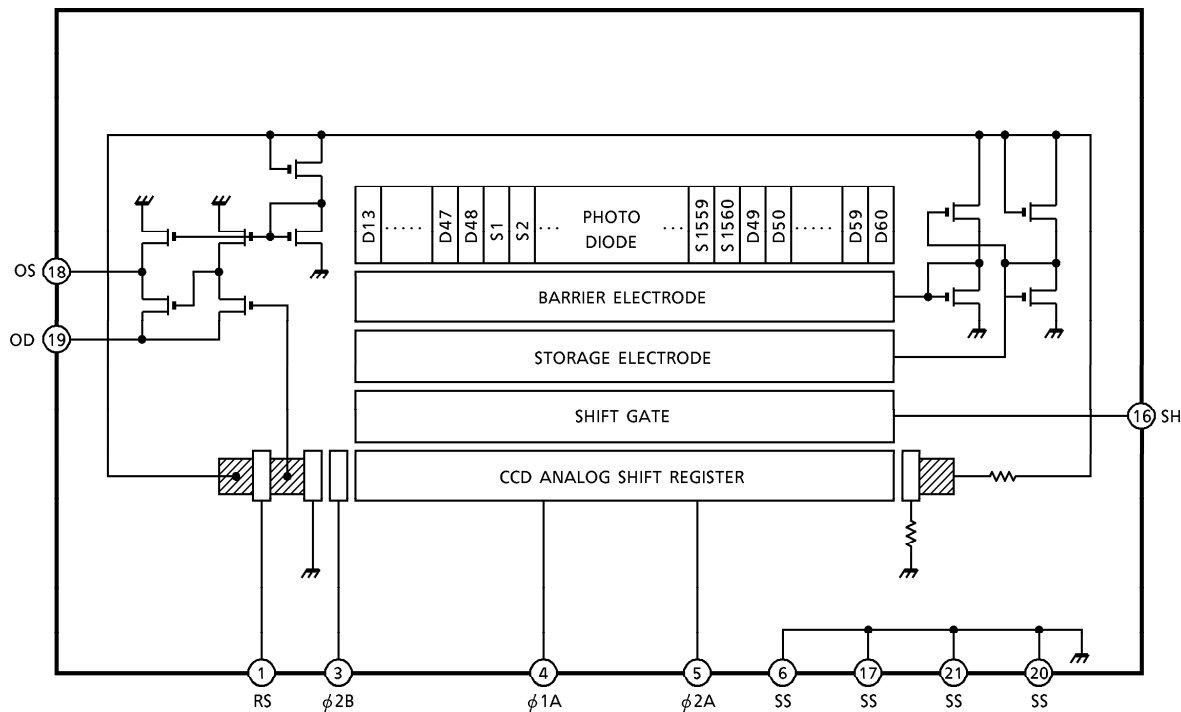 D13 ..... D47 D48 S1 S2 ... PHOTO DIODE ... S1559 S1560 D49 D50 ..... D59 D60
OS 18
BARRIER ELECTRODE
OD 19
STORAGE ELECTRODE
SHIFT GATE
16 SH
CCD ANALOG SHIFT REGISTER
1 3 4 5 6 17 21 20
RS ϕ2B ϕ1A ϕ2A SS SS SS SS